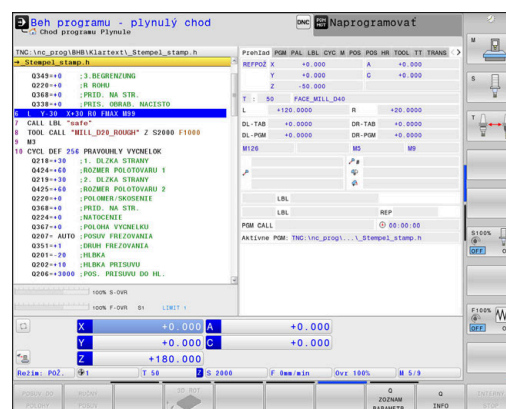 Beh programu - plynulý chod
DNC
Naprogramovať
Chod programu Plynule
TNC:\nc_prog\BHB\Klartext\_Stempel_stamp.h
Prehľad PGM PAL LBL CYC M POS POS HR TOOL TT TRANS
→_Stempel_stamp.h
REFPOZ X +0.000 A +0.000
Y +0.000 C +0.000
Z -50.000
Q349=+0 ;3.BEGRENZUNG
Q220=+0 ;R ROHU
Q368=+0 ;PRID. NA STR.
Q338=+0 ;PRIS. OBRAB. NACISTO
6 L Y-30 X+30 R0 FMAX M99
7 CALL LBL "safe"
8 TOOL CALL "MILL_D20_ROUGH" Z S2000 F1000
9 M3
10 CYCL DEF 256 PRAVOUHLY VYCNELOK
Q218=+30 ;1. DLZKA STRANY
Q424=+60 ;ROZMER POLOTOVARU 1
Q219=+30 ;2. DLZKA STRANY
Q425=+60 ;ROZMER POLOTOVARU 2
Q220=+0 ;POLOMER/SKOSENIE
Q368=+0 ;PRID. NA STR.
Q224=+0 ;NATOCENIE
Q367=+0 ;POLOHA VYCNELKU
Q207= AUTO ;POSUV FREZOVANIA
Q351=+1 ;DRUH FREZOVANIA
Q201=-20 ;HLBKA
Q202=+10 ;HLBKA PRISUVU
Q206=+3000 ;POS. PRISUVU DO HL.
T : 50 FACE_MILL_D40
L +120.0000 R +20.0000
DL-TAB +0.000 DR-TAB +0.000
DL-PGM +0.000 DR-PGM +0.000
M126 M5 M9
LBL
LBL REP
PGM CALL 00:00:00
Aktívne PGM: TNC:\nc_prog\...\_Stempel_stamp.h
100% S-OVR
100% F-OVR S1 LIMIT 1
X +0.000 A +0.000
Y +0.000 C +0.000
Z +180.000
Režim: POŽ. 1 T 50 Z S 2000 F 0mm/min Ovr 100% M 5/9
M
S
T
S100%
OFF
F100%
OFF
3D ROT
Q
ZOZNAM
PARAMETR.
Q
INFO